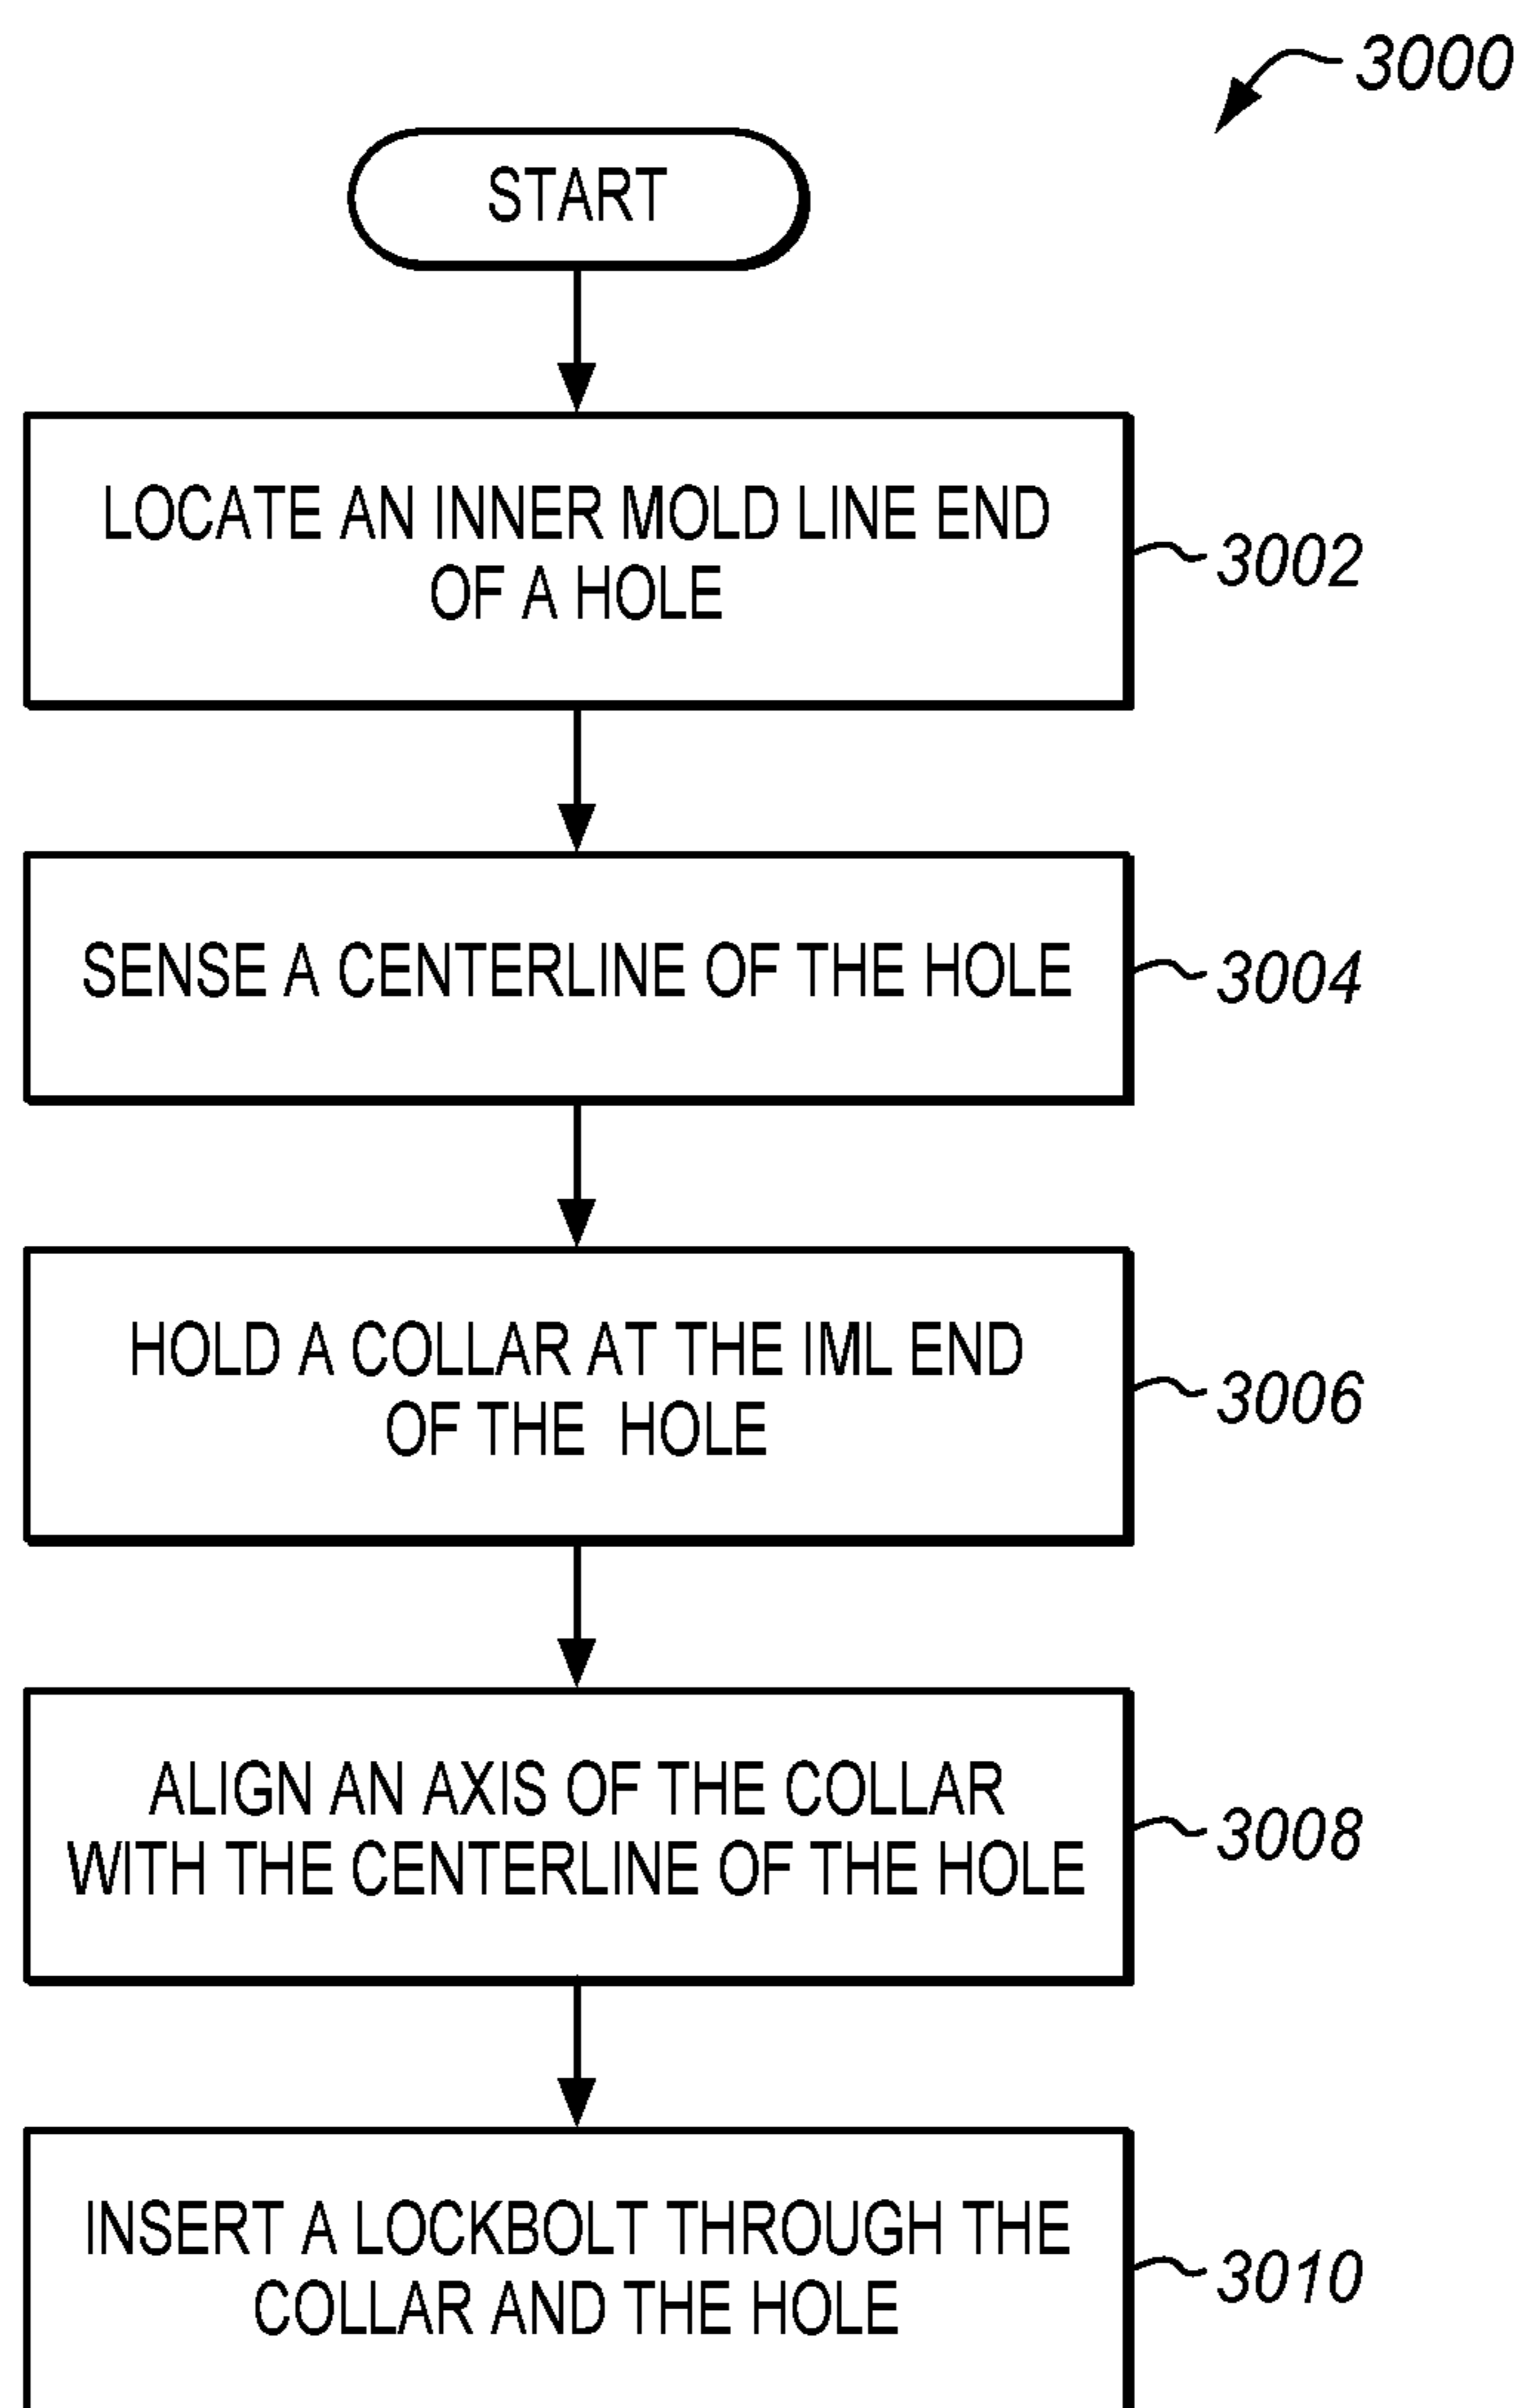 3000
START
LOCATE AN INNER MOLD LINE END
OF A HOLE
3002
SENSE A CENTERLINE OF THE HOLE
3004
HOLD A COLLAR AT THE IML END
OF THE HOLE
3006
ALIGN AN AXIS OF THE COLLAR
WITH THE CENTERLINE OF THE HOLE
3008
INSERT A LOCKBOLT THROUGH THE
COLLAR AND THE HOLE
3010